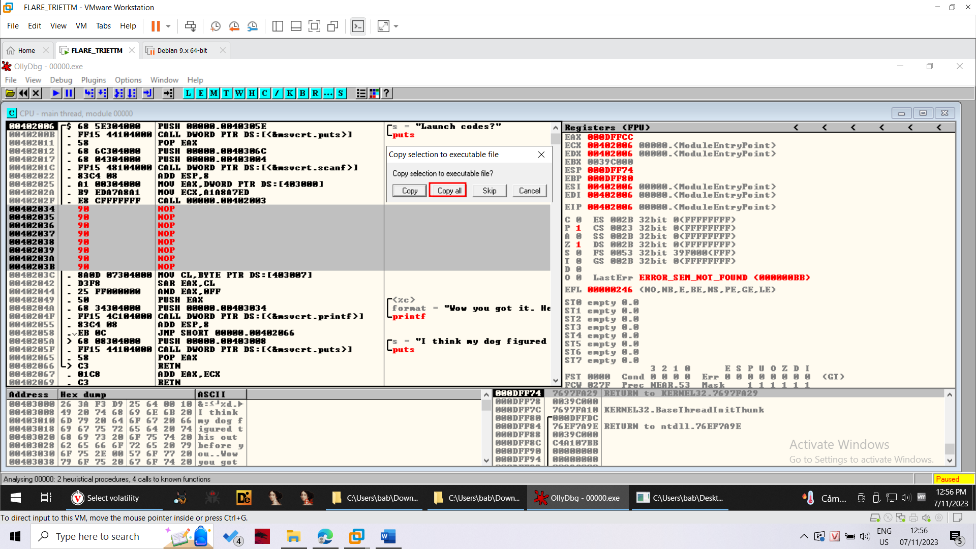 FLARE_TRIETTM - VMware Workstation
File Edit View VM Tabs Help
Home FLARE_TRIETTM Debian 9.x 64-bit
OllyDbg - 00000.exe
File View Debug Plugins Options Window Help
L E M T W H C / K B R ... S ?
CPU - main thread, module 00000
00402006 $ 68 5E304000 PUSH 00000.0040305E s = "Launch codes?"
0040200B . FF15 44104000 CALL DWORD PTR DS:[<&msvcrt.puts>] puts
00402011 . 58 POP EAX
00402012 . 68 6C304000 PUSH 00000.0040306C
00402017 . 68 04304000 PUSH 00000.00403004
0040201C . FF15 48104000 CALL DWORD PTR DS:[<&msvcrt.scanf>]
00402022 . 83C4 08 ADD ESP,8
00402025 . A1 00304000 MOV EAX,DWORD PTR DS:[403000]
0040202A . B9 EDA7A8A1 MOV ECX,A1A8A7ED
0040202F . E8 CFFFFFFF CALL 00000.00402003
00402034 90 NOP
00402035 90 NOP
00402036 90 NOP
00402037 90 NOP
00402038 90 NOP
00402039 90 NOP
0040203A 90 NOP
0040203B 90 NOP
0040203C . 8A0D 07304000 MOV CL,BYTE PTR DS:[403007]
00402042 . D3F8 SAR EAX,CL
00402044 . 25 FF000000 AND EAX,0FF
00402049 . 50 PUSH EAX <%c>
0040204A . 68 34304000 PUSH 00000.00403034 format = "Wow you got it. He
0040204F . FF15 4C104000 CALL DWORD PTR DS:[<&msvcrt.printf>] printf
00402055 . 83C4 08 ADD ESP,8
00402058 . EB 0C JMP SHORT 00000.00402066
0040205A > 68 08304000 PUSH 00000.00403008 s = "I think my dog figured
0040205F . FF15 44104000 CALL DWORD PTR DS:[<&msvcrt.puts>] puts
00402065 . 58 POP EAX
00402066 > C3 RETN
00402067 . 01C8 ADD EAX,ECX
00402069 . C3 RETN
Copy selection to executable file
Copy selection to executable file?
Copy Copy all Skip Cancel
Registers (FPU) < < < < <
EAX 000DFFCC
ECX 00402006 00000.<ModuleEntryPoint>
EDX 00402006 00000.<ModuleEntryPoint>
EBX 0039C000
ESP 000DFF74
EBP 000DFF80
ESI 00402006 00000.<ModuleEntryPoint>
EDI 00402006 00000.<ModuleEntryPoint>
EIP 00402006 00000.<ModuleEntryPoint>
C 0 ES 002B 32bit 0(FFFFFFFF)
P 1 CS 0023 32bit 0(FFFFFFFF)
A 0 SS 002B 32bit 0(FFFFFFFF)
Z 1 DS 002B 32bit 0(FFFFFFFF)
S 0 FS 0053 32bit 39F000(FFF)
T 0 GS 002B 32bit 0(FFFFFFFF)
D 0
O 0 LastErr ERROR_SEM_NOT_FOUND (000000BB)
EFL 00000246 (NO,NB,E,BE,NS,PE,GE,LE)
ST0 empty 0.0
ST1 empty 0.0
ST2 empty 0.0
ST3 empty 0.0
ST4 empty 0.0
ST5 empty 0.0
ST6 empty 0.0
ST7 empty 0.0
3 2 1 0 E S P U O Z D I
FST 0000 Cond 0 0 0 0 Err 0 0 0 0 0 0 0 0 (GT)
FCW 027F Prec NEAR,53 Mask 1 1 1 1 1 1
Address Hex dump ASCII
00403000 26 3A F3 D9 25 64 00 10
00403008 49 20 74 68 69 6E 6B 20 I think
00403010 6D 79 20 64 6F 67 20 66 my dog f
00403018 69 67 75 72 65 64 20 74 igured t
00403020 68 69 73 20 6F 75 74 20 his out
00403028 62 65 66 6F 72 65 20 79 before y
00403030 6F 75 2E 00 57 6F 77 20 ou..Wow
00403038 79 6F 75 20 67 6F 74 20 you got
000DFF74 7697FA29 RETURN to KERNEL32.7697FA29
000DFF78 0039C000
000DFF7C 7697FA10 KERNEL32.BaseThreadInitThunk
000DFF80 000DFFDC
000DFF84 76EF7A9E RETURN to ntdll.76EF7A9E
000DFF88 0039C000
000DFF8C C4A107BB
000DFF90 00000000
000DFF94 00000000
Activate Windows
Go to Settings to activate Windows.
Analysing 00000: 2 heuristical procedures, 4 calls to known functions Paused
Select volatility C:\Users\bab\Down... C:\Users\bab\Down... OllyDbg - 00000.exe C:\Users\bab\Deskt... Cảm... 12:56 PM
7/11/2023
To direct input to this VM, move the mouse pointer inside or press Ctrl+G.
Type here to search 4 ENG 12:56
US 07/11/2023 5